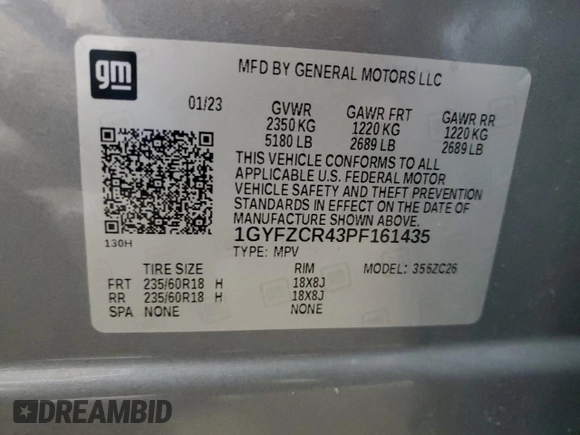 gm
MFD BY GENERAL MOTORS LLC
01/23 GVWR GAWR FRT GAWR RR
2350 KG 1220 KG 1220 KG
5180 LB 2689 LB 2689 LB
THIS VEHICLE CONFORMS TO ALL
APPLICABLE U.S. FEDERAL MOTOR
VEHICLE SAFETY AND THEFT PREVENTION
STANDARDS IN EFFECT ON THE DATE OF
MANUFACTURE SHOWN ABOVE.
130H 1GYFZCR43PF161435
TYPE: MPV MODEL: 356ZC26
TIRE SIZE RIM
FRT 235/60R18 H 18X8J
RR 235/60R18 H 18X8J
SPA NONE NONE
DREAMBID